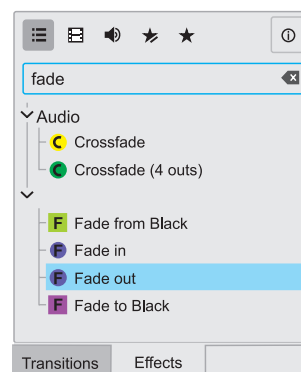 fade
Audio
C Crossfade
C Crossfade (4 outs)
F Fade from Black
F Fade in
F Fade out
F Fade to Black
Transitions Effects